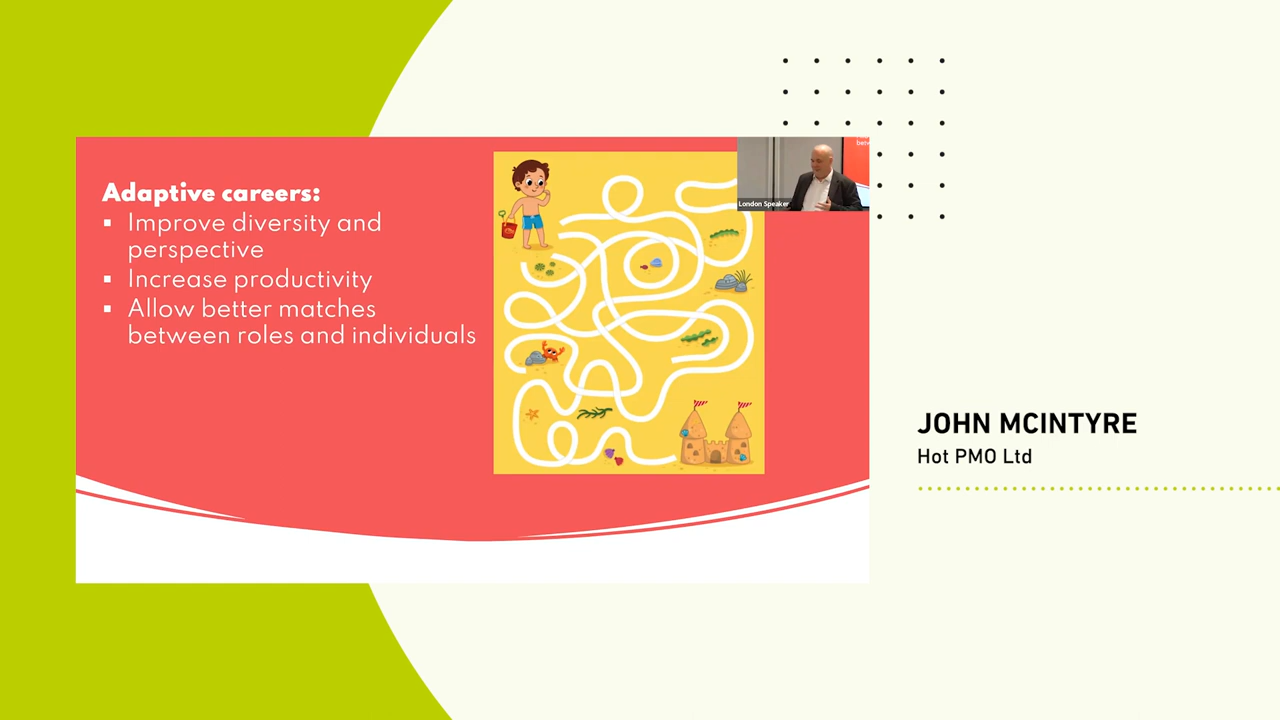 Adaptive careers:
▪ Improve diversity and
perspective
▪ Increase productivity
▪ Allow better matches
between roles and individuals
London Speaker
JOHN MCINTYRE
Hot PMO Ltd